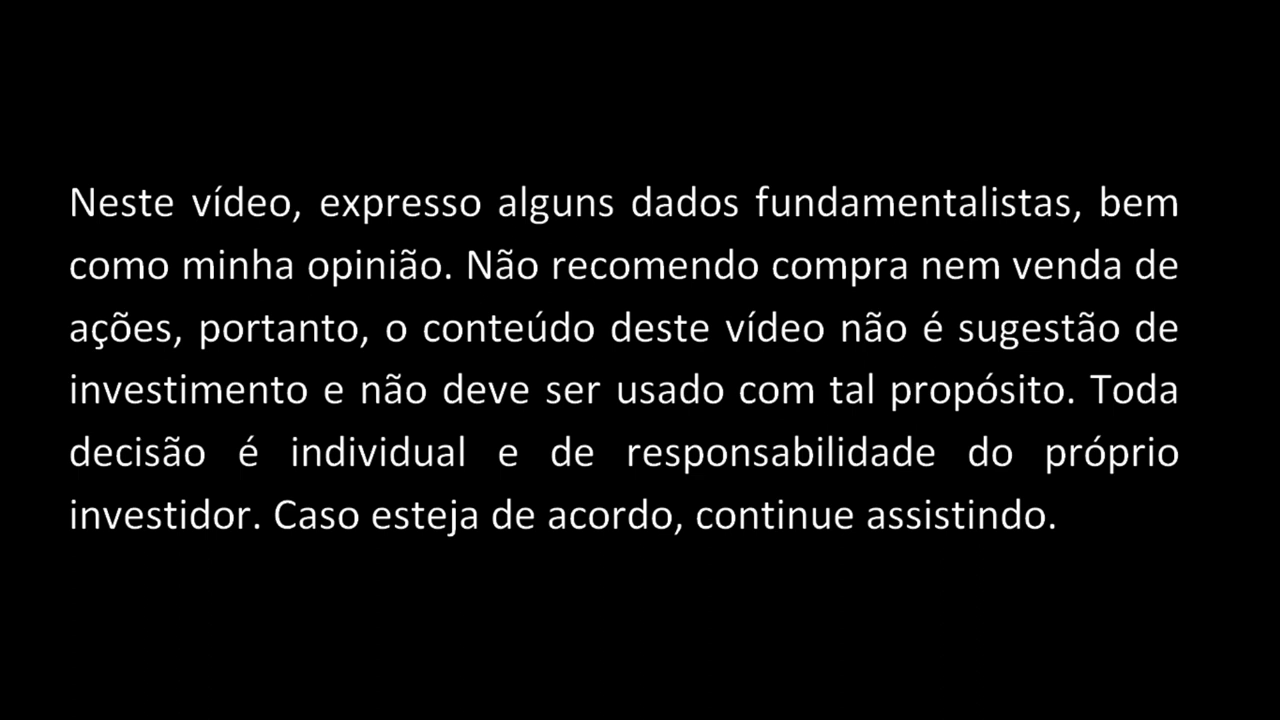 Neste vídeo, expresso alguns dados fundamentalistas, bem
como minha opinião. Não recomendo compra nem venda de
ações, portanto, o conteúdo deste vídeo não é sugestão de
investimento e não deve ser usado com tal propósito. Toda
decisão é individual e de responsabilidade do próprio
investidor. Caso esteja de acordo, continue assistindo.